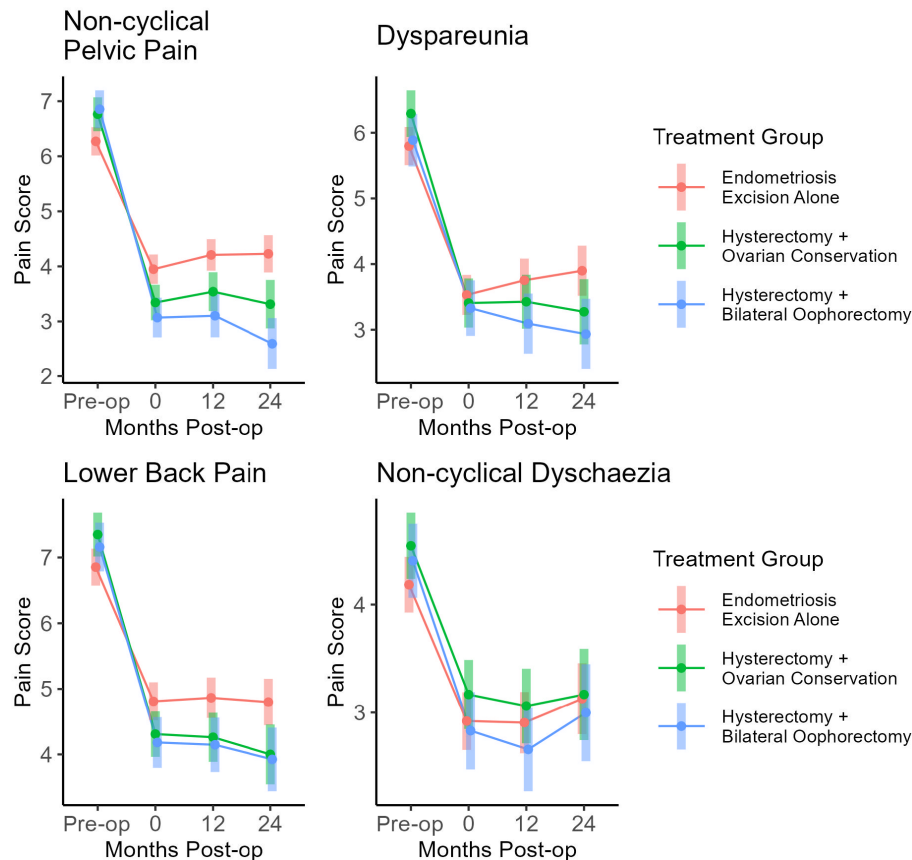 Non-cyclical
Pelvic Pain
Pain Score
7
6
5
4
3
2
Pre-op 0 12 24
Months Post-op
Dyspareunia
Pain Score
6
5
4
3
Pre-op 0 12 24
Months Post-op
Treatment Group
Endometriosis
Excision Alone
Hysterectomy +
Ovarian Conservation
Hysterectomy +
Bilateral Oophorectomy
Lower Back Pain
Pain Score
7
6
5
4
Pre-op 0 12 24
Months Post-op
Non-cyclical Dyschaezia
Pain Score
4
3
Pre-op 0 12 24
Months Post-op
Treatment Group
Endometriosis
Excision Alone
Hysterectomy +
Ovarian Conservation
Hysterectomy +
Bilateral Oophorectomy